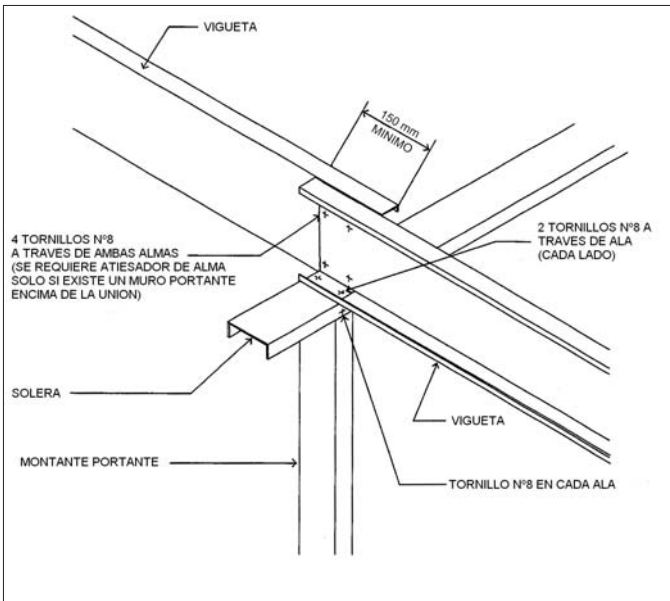 VIGUETA
150 mm
MINIMO
4 TORNILLOS Nº8
A TRAVES DE AMBAS ALMAS
(SE REQUIERE ATIESADOR DE ALMA
SOLO SI EXISTE UN MURO PORTANTE
ENCIMA DE LA UNION)
2 TORNILLOS Nº8 A
TRAVES DE ALA
(CADA LADO)
SOLERA
VIGUETA
MONTANTE PORTANTE
TORNILLO Nº8 EN CADA ALA